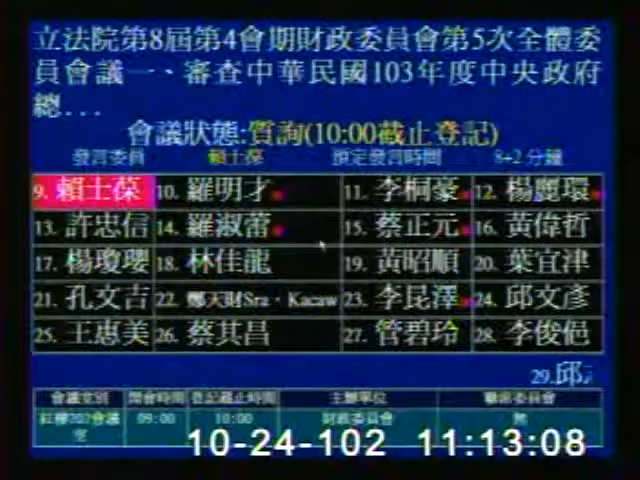 立法院第8屆第4會期財政委員會第5次全體委
員會議一、審查中華民國103年度中央政府
總...
會議狀態:質詢(10:00截止登記)
發言委員 賴士葆 預定發言時間 8+2 分鐘
9. 賴士葆 10. 羅明才 11. 李桐豪 12. 楊麗環
13. 許忠信 14. 羅淑蕾 15. 蔡正元 16. 黃偉哲
17. 楊瓊瓔 18. 林佳龍 19. 黃昭順 20. 葉宜津
21. 孔文吉 22. 鄭天財Sra．Kacaw 23. 李昆澤 24. 邱文彥
25. 王惠美 26. 蔡其昌 27. 管碧玲 28. 李俊俋
29.邱
會議室別 開會時間 登記截止時間 主辦單位 聯席委員會
紅樓202會議室 09:00 10:00 財政委員會 無
10-24-102 11:13:08